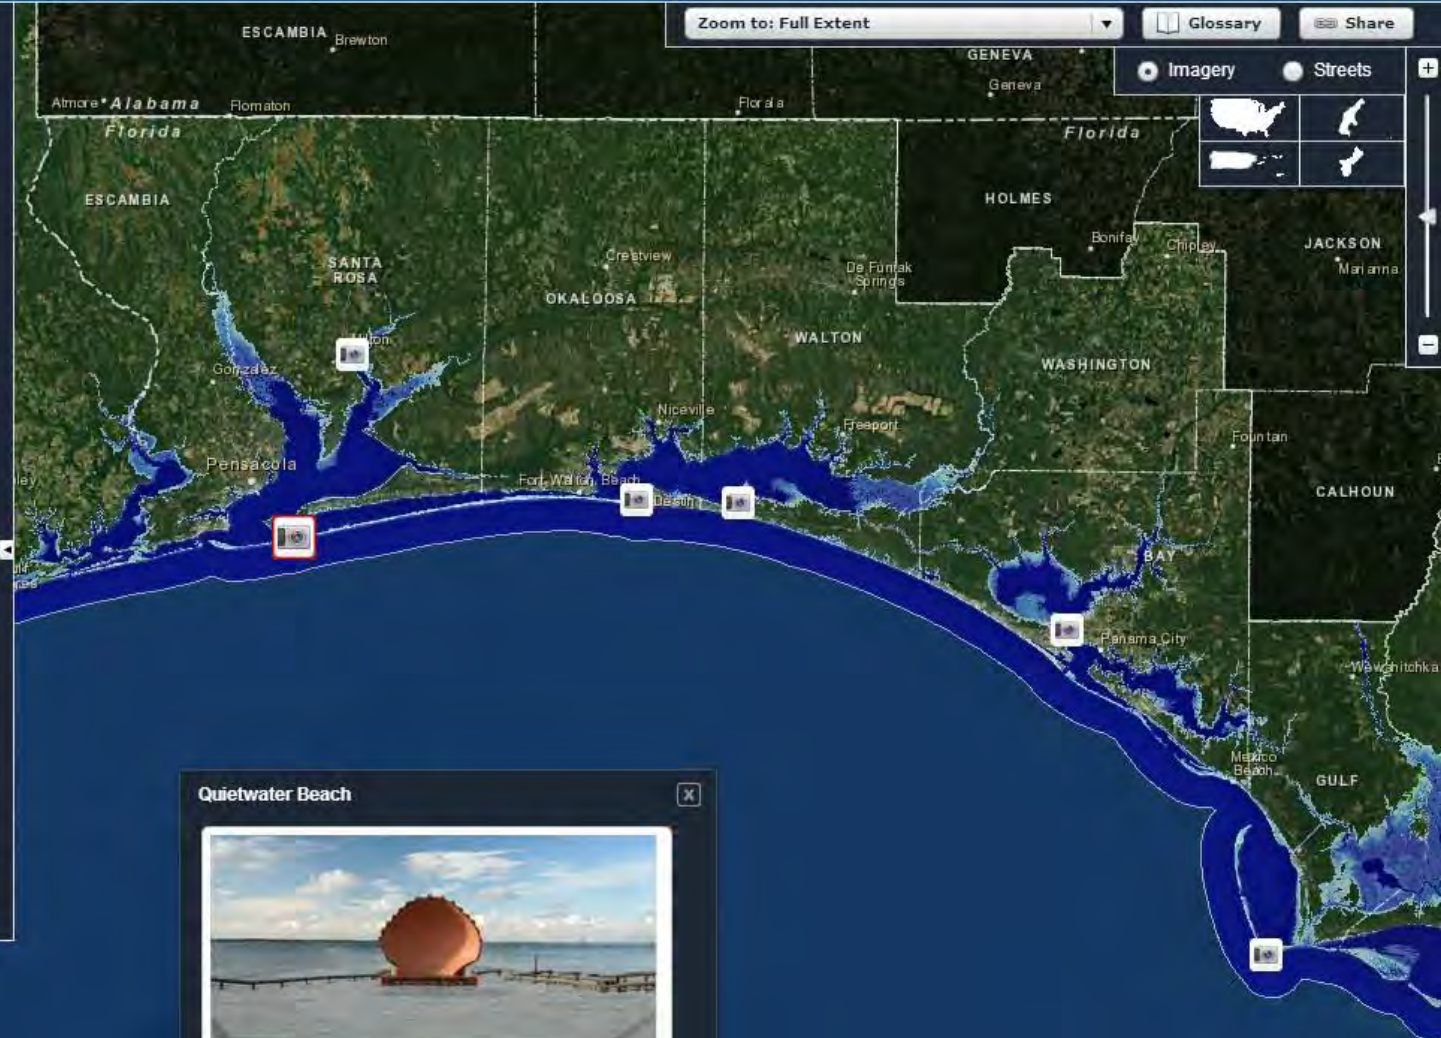 Zoom to: Full Extent
Glossary
Share
Imagery
Streets
ESCAMBIA
Brewton
GENEVA
Geneva
Atmore
Alabama
Flomaton
Florala
Florida
Florida
ESCAMBIA
HOLMES
Bonifay
Chipley
JACKSON
Marianna
SANTA
ROSA
Crestview
De Funiak
Springs
OKALOOSA
WALTON
WASHINGTON
Gonzalez
Niceville
Freeport
Fountain
Pensacola
Fort Walton Beach
Destin
CALHOUN
BAY
Panama City
Wewahitchka
Mexico
Beach
GULF
Quietwater Beach
X